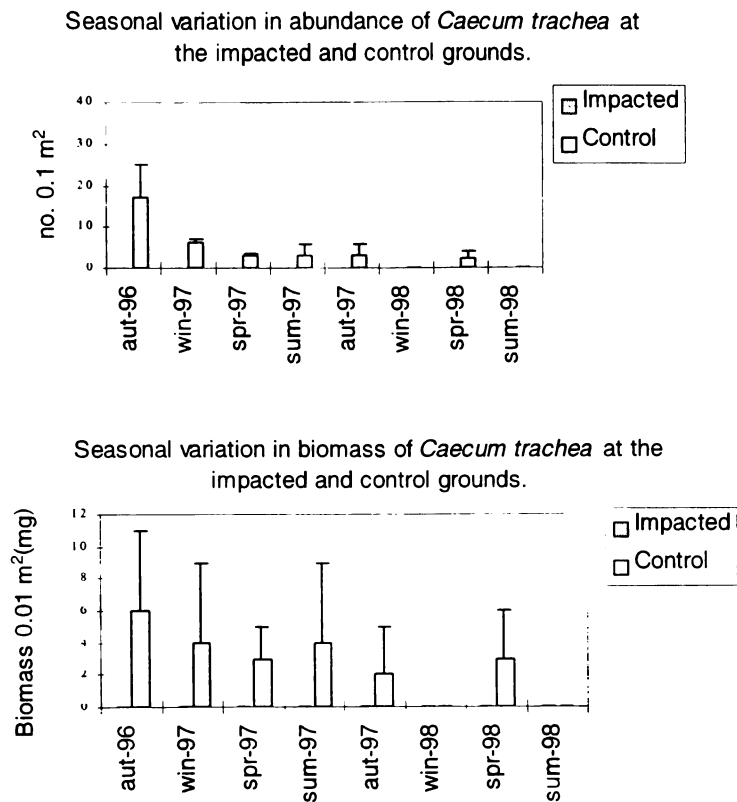 Seasonal variation in abundance of Caecum trachea at
the impacted and control grounds.
Impacted
Control
no. 0.1 m²
40
30
20
10
0
aut-96
win-97
spr-97
sum-97
aut-97
win-98
spr-98
sum-98
Seasonal variation in biomass of Caecum trachea at the
impacted and control grounds.
Impacted
Control
Biomass 0.01 m²(mg)
12
10
8
6
4
2
0
aut-96
win-97
spr-97
sum-97
aut-97
win-98
spr-98
sum-98